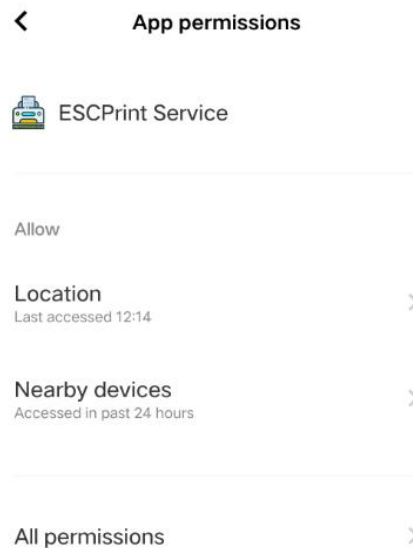 App permissions
ESCPrint Service
Allow
Location
Last accessed 12:14
Nearby devices
Accessed in past 24 hours
All permissions